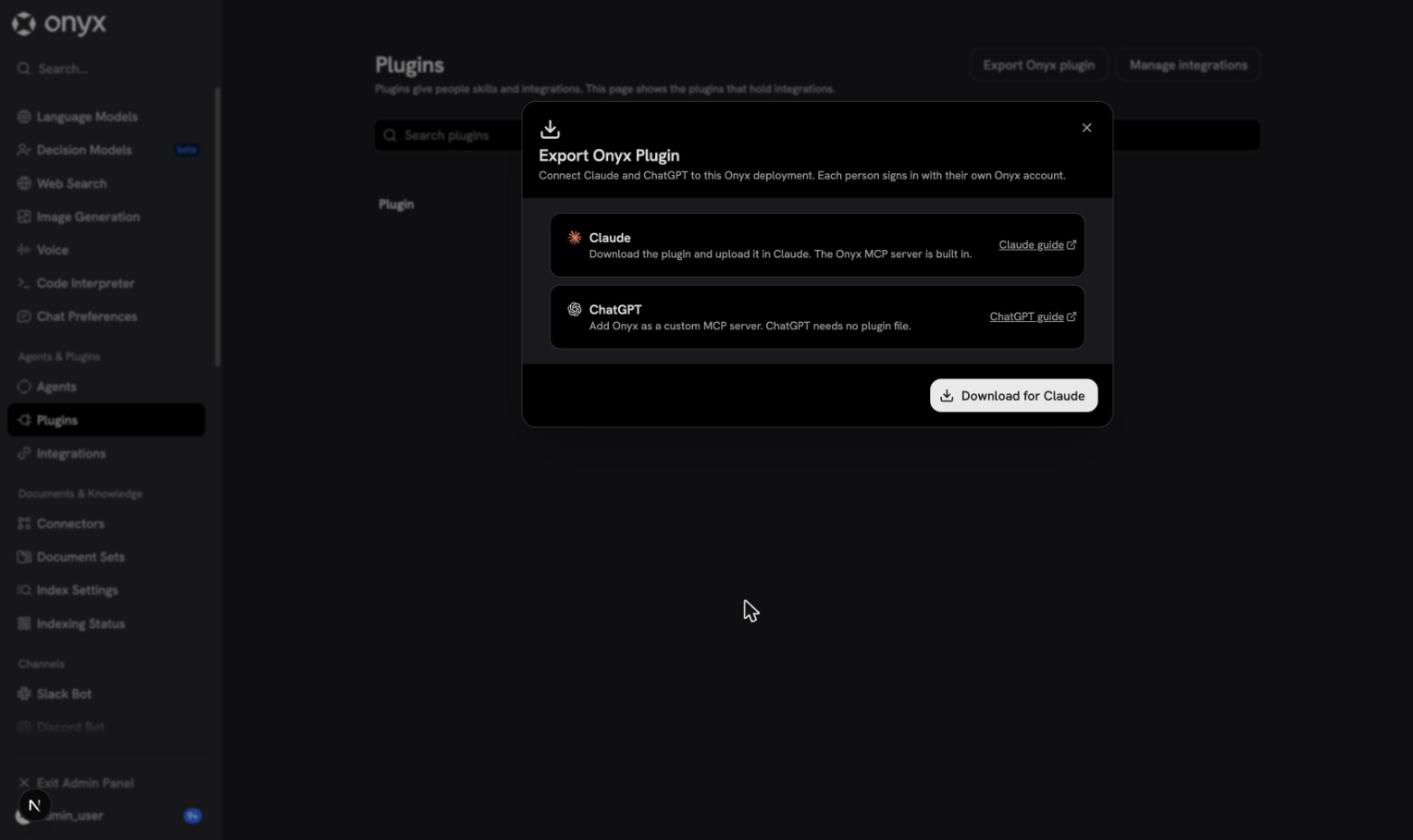 onyx
Search...
Language Models
Decision Models beta
Web Search
Image Generation
Voice
Code Interpreter
Chat Preferences
Agents & Plugins
Agents
Plugins
Integrations
Documents & Knowledge
Connectors
Document Sets
Index Settings
Indexing Status
Channels
Slack Bot
Discord Bot
Exit Admin Panel
N
min_user 9+
Plugins
Export Onyx plugin
Manage integrations
Plugins give people skills and integrations. This page shows the plugins that hold integrations.
Search plugins
Plugin
Export Onyx Plugin
Connect Claude and ChatGPT to this Onyx deployment. Each person signs in with their own Onyx account.
Claude
Download the plugin and upload it in Claude. The Onyx MCP server is built in.
Claude guide
ChatGPT
Add Onyx as a custom MCP server. ChatGPT needs no plugin file.
ChatGPT guide
Download for Claude